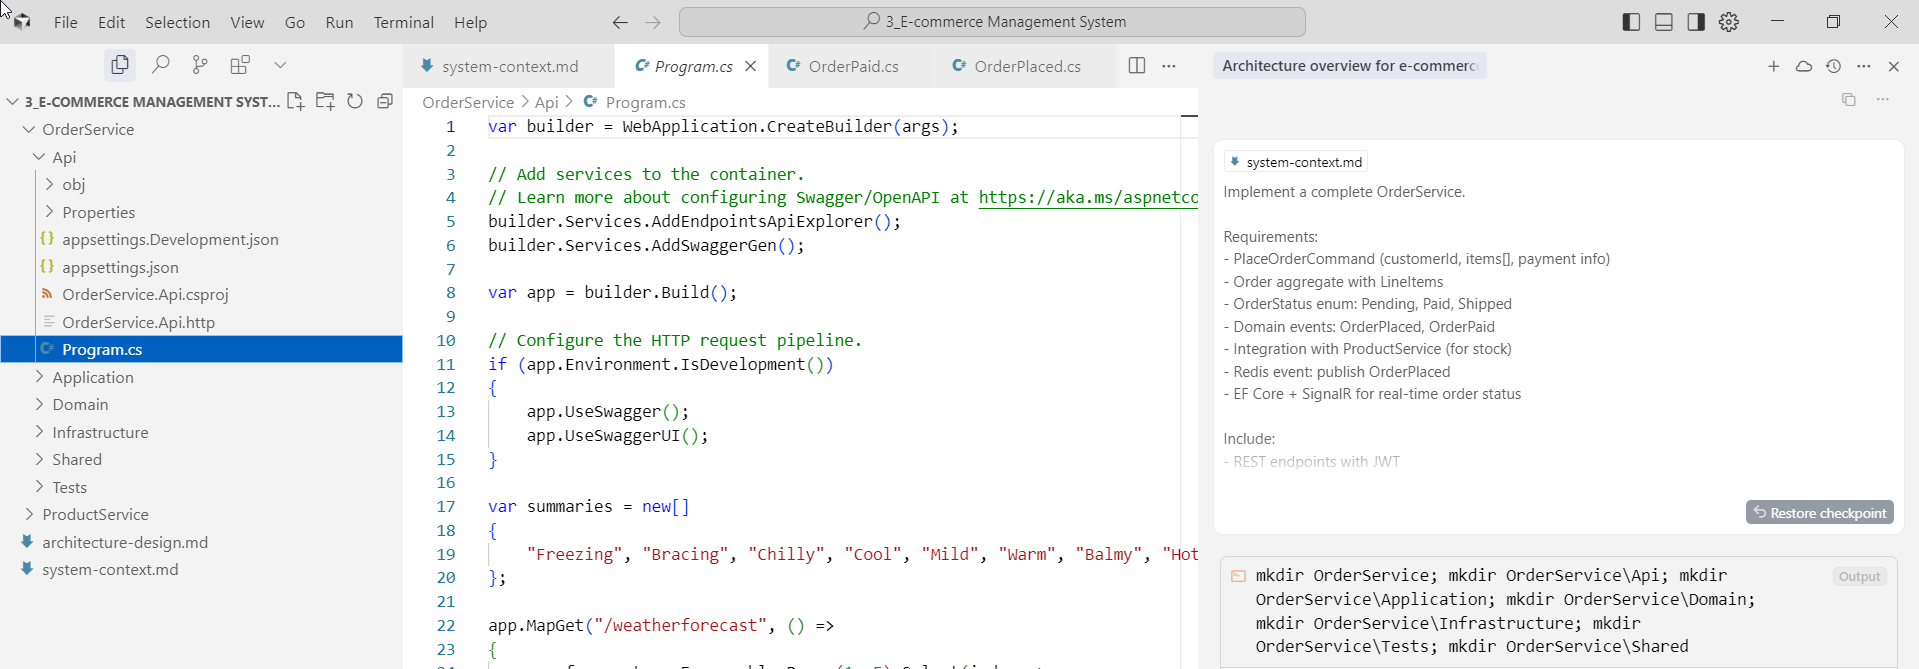 File Edit Selection View Go Run Terminal Help
3_E-commerce Management System
3_E-COMMERCE MANAGEMENT SYST...
OrderService
Api
obj
Properties
appsettings.Development.json
appsettings.json
OrderService.Api.csproj
OrderService.Api.http
Program.cs
Application
Domain
Infrastructure
Shared
Tests
ProductService
architecture-design.md
system-context.md
system-context.md Program.cs OrderPaid.cs OrderPlaced.cs
OrderService > Api > Program.cs
1 var builder = WebApplication.CreateBuilder(args);
2
3 // Add services to the container.
4 // Learn more about configuring Swagger/OpenAPI at https://aka.ms/aspnetco
5 builder.Services.AddEndpointsApiExplorer();
6 builder.Services.AddSwaggerGen();
7
8 var app = builder.Build();
9
10 // Configure the HTTP request pipeline.
11 if (app.Environment.IsDevelopment())
12 {
13 app.UseSwagger();
14 app.UseSwaggerUI();
15 }
16
17 var summaries = new[]
18 {
19 "Freezing", "Bracing", "Chilly", "Cool", "Mild", "Warm", "Balmy", "Hot
20 };
21
22 app.MapGet("/weatherforecast", () =>
23 {
Architecture overview for e-commerc
system-context.md
Implement a complete OrderService.
Requirements:
- PlaceOrderCommand (customerId, items[], payment info)
- Order aggregate with LineItems
- OrderStatus enum: Pending, Paid, Shipped
- Domain events: OrderPlaced, OrderPaid
- Integration with ProductService (for stock)
- Redis event: publish OrderPlaced
- EF Core + SignalR for real-time order status
Include:
- REST endpoints with JWT
Restore checkpoint
mkdir OrderService; mkdir OrderService\Api; mkdir
OrderService\Application; mkdir OrderService\Domain;
mkdir OrderService\Infrastructure; mkdir
OrderService\Tests; mkdir OrderService\Shared
Output